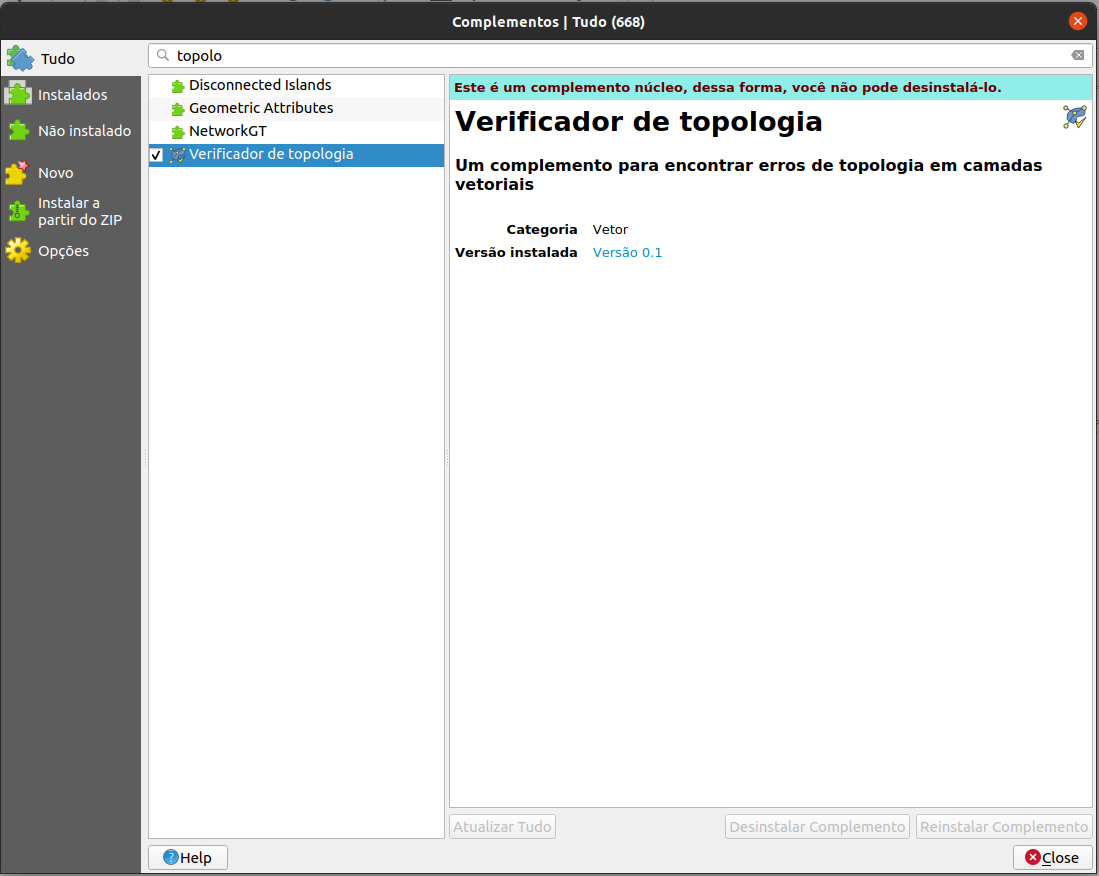 Complementos | Tudo (668)
Tudo
Instalados
Não instalado
Novo
Instalar a
partir do ZIP
Opções
topolo
Disconnected Islands
Geometric Attributes
NetworkGT
Verificador de topologia
Este é um complemento núcleo, dessa forma, você não pode desinstalá-lo.
Verificador de topologia
Um complemento para encontrar erros de topologia em camadas
vetoriais
Categoria Vetor
Versão instalada Versão 0.1
Atualizar Tudo
Desinstalar Complemento
Reinstalar Complemento
Help
Close